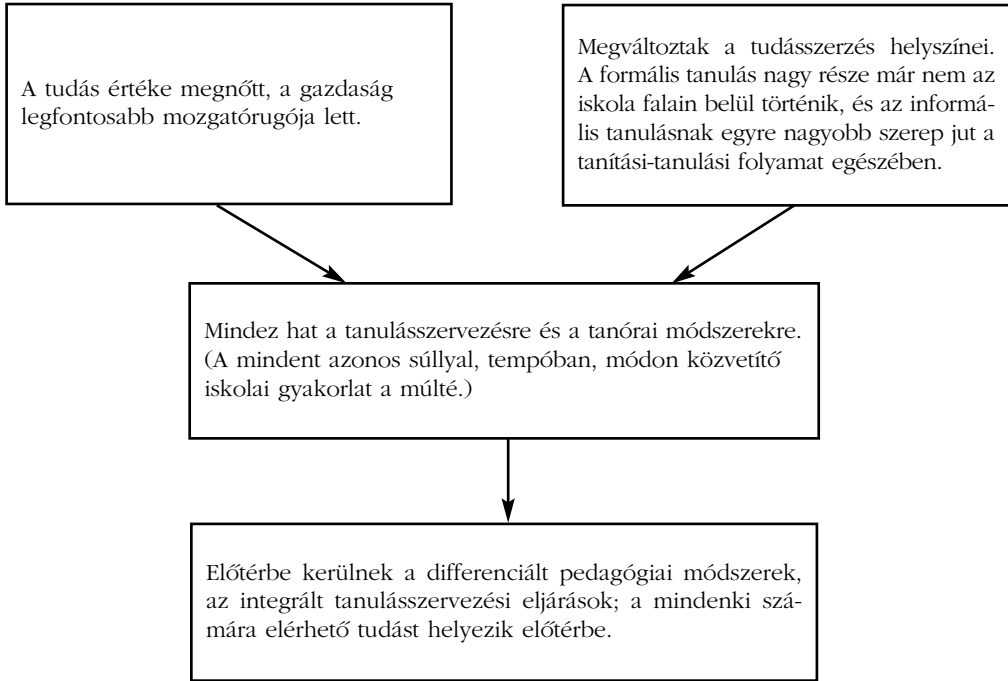 A tudás értéke megnőtt, a gazdaság
legfontosabb mozgatórugója lett.
Megváltoztak a tudásszerzés helyszínei.
A formális tanulás nagy része már nem az
iskola falain belül történik, és az informá-
lis tanulásnak egyre nagyobb szerep jut a
tanítási-tanulási folyamat egészében.
Mindez hat a tanulásszervezésre és a tanórai módszerekre.
(A mindent azonos súllyal, tempóban, módon közvetítő
iskolai gyakorlat a múlté.)
Előtérbe kerülnek a differenciált pedagógiai módszerek,
az integrált tanulásszervezési eljárások; a mindenki szá-
mára elérhető tudást helyezik előtérbe.